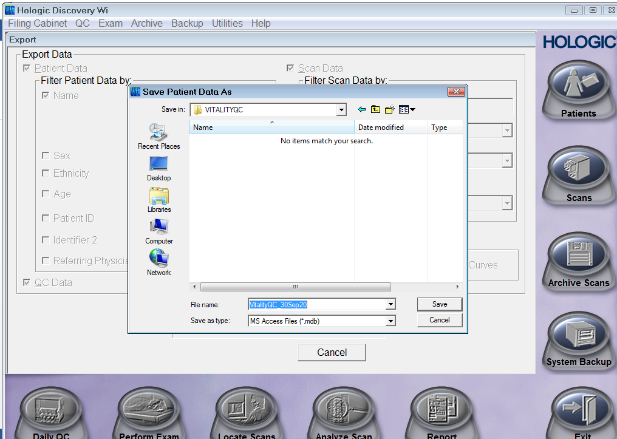 Hologic Discovery Wi
Filing Cabinet QC Exam Archive Backup Utilities Help
Export
HOLOGIC
Export Data
Patient Data
Scan Data
Filter Patient Data by:
Filter Scan Data by:
Name
Sex
Ethnicity
Age
Patient ID
Identifier 2
Referring Physicia
QC Data
Curves
Save Patient Data As
Save in: VITALITYQC
Name Date modified Type
No items match your search.
Recent Places
Desktop
Libraries
Computer
Network
File name: VitalityQC_30Sep20 Save
Save as type: MS Access Files (*.mdb) Cancel
Cancel
Patients
Scans
Archive Scans
System Backup
Daily QC Perform Exam Locate Scans Analyze Scan Report Exit